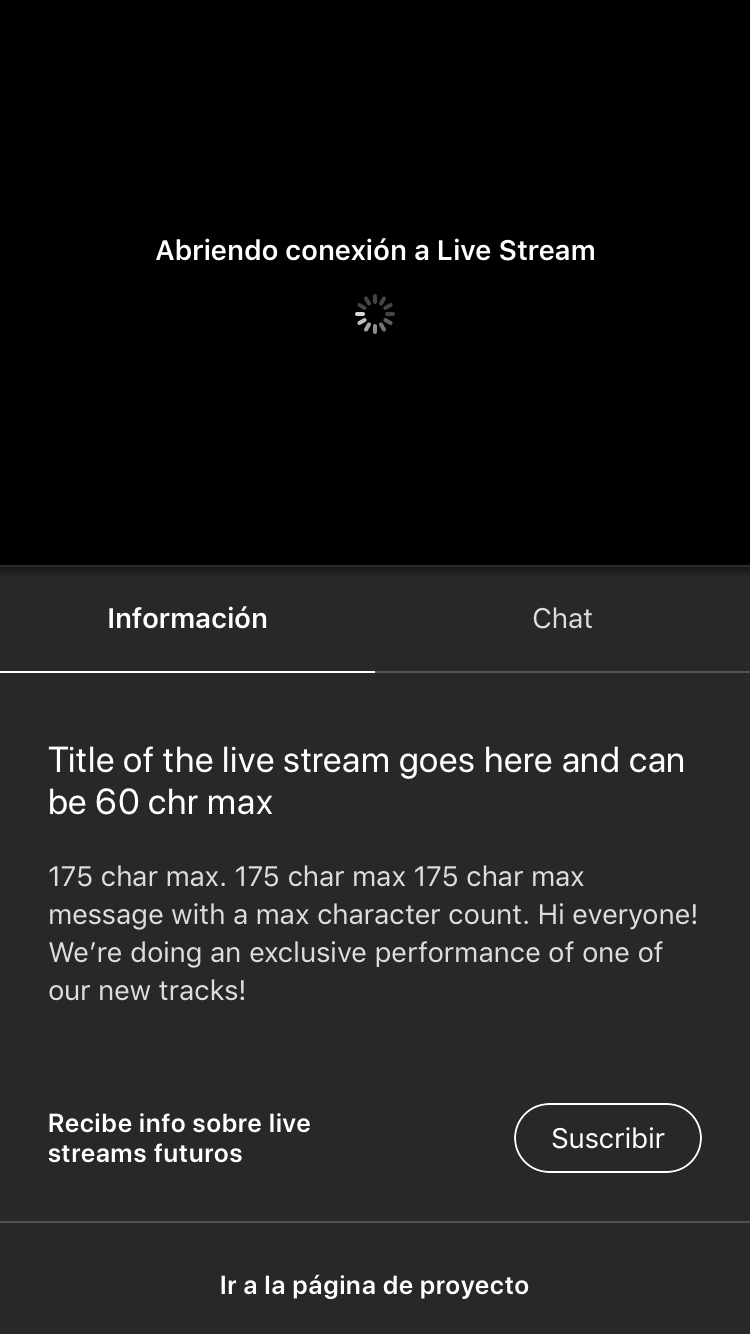 Abriendo conexión a Live Stream
Información
Chat
Title of the live stream goes here and can
be 60 chr max
175 char max. 175 char max 175 char max
message with a max character count. Hi everyone!
We’re doing an exclusive performance of one of
our new tracks!
Recibe info sobre live
streams futuros
Suscribir
Ir a la página de proyecto